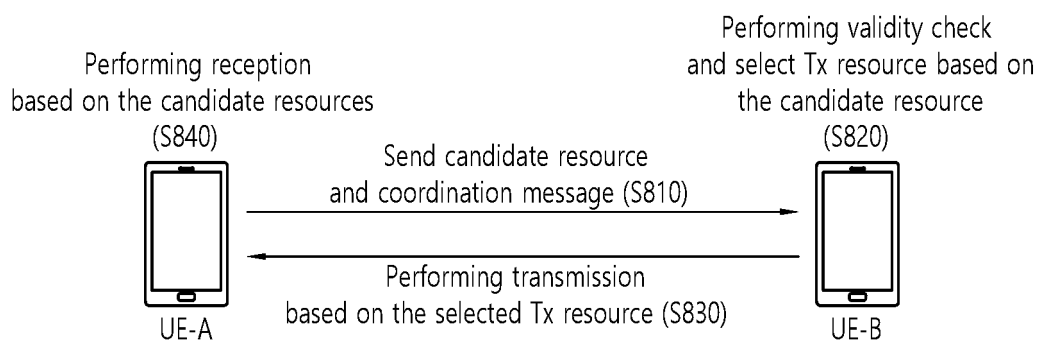 Performing validity check
and select Tx resource based on
the candidate resource
(S820)
Performing reception
based on the candidate resources
(S840)
Send candidate resource
and coordination message (S810)
Performing transmission
based on the selected Tx resource (S830)
UE-A
UE-B